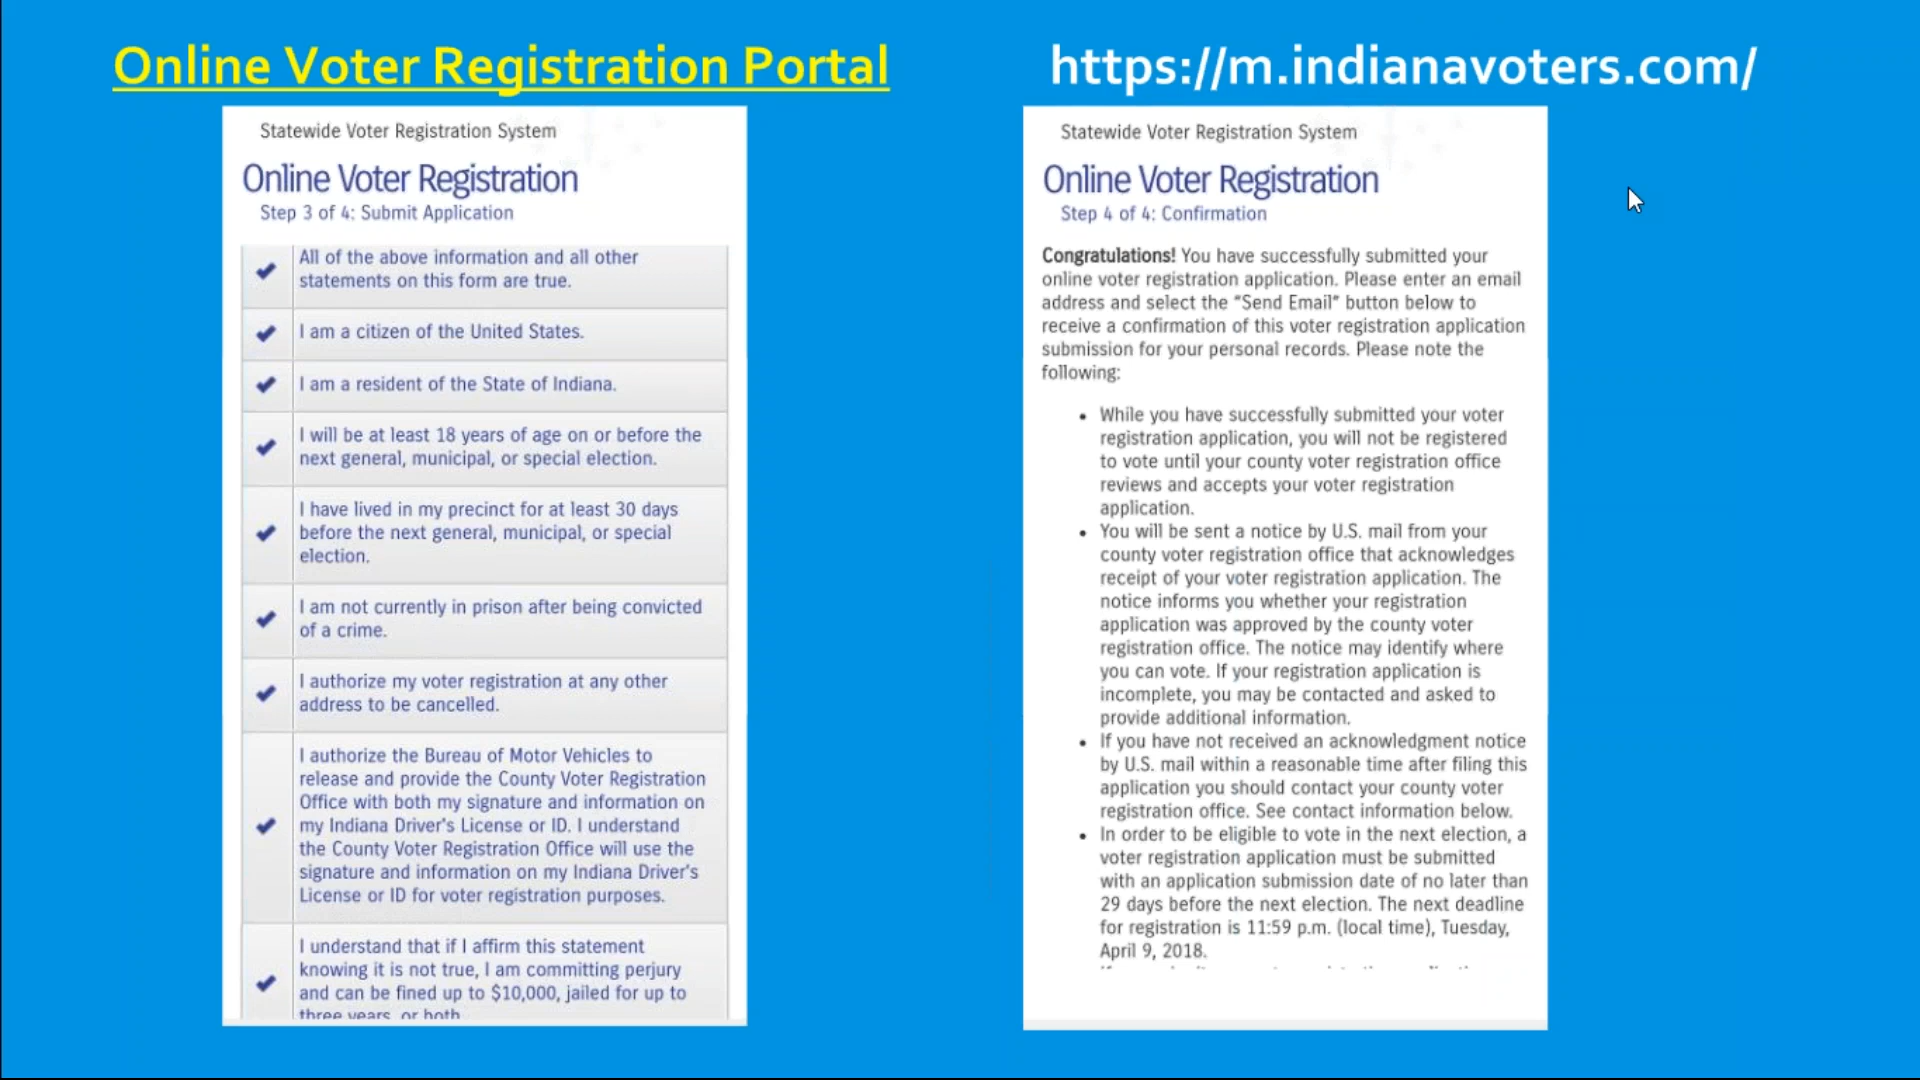 Online Voter Registration Portal
https://m.indianavoters.com/
Statewide Voter Registration System
Online Voter Registration
Step 3 of 4: Submit Application
All of the above information and all other
statements on this form are true.
I am a citizen of the United States.
I am a resident of the State of Indiana.
I will be at least 18 years of age on or before the
next general, municipal, or special election.
I have lived in my precinct for at least 30 days
before the next general, municipal, or special
election.
I am not currently in prison after being convicted
of a crime.
I authorize my voter registration at any other
address to be cancelled.
I authorize the Bureau of Motor Vehicles to
release and provide the County Voter Registration
Office with both my signature and information on
my Indiana Driver's License or ID. I understand
the County Voter Registration Office will use the
signature and information on my Indiana Driver's
License or ID for voter registration purposes.
I understand that if I affirm this statement
knowing it is not true, I am committing perjury
and can be fined up to $10,000, jailed for up to
three years, or both
Statewide Voter Registration System
Online Voter Registration
Step 4 of 4: Confirmation
Congratulations! You have successfully submitted your
online voter registration application. Please enter an email
address and select the "Send Email" button below to
receive a confirmation of this voter registration application
submission for your personal records. Please note the
following:
• While you have successfully submitted your voter
registration application, you will not be registered
to vote until your county voter registration office
reviews and accepts your voter registration
application.
• You will be sent a notice by U.S. mail from your
county voter registration office that acknowledges
receipt of your voter registration application. The
notice informs you whether your registration
application was approved by the county voter
registration office. The notice may identify where
you can vote. If your registration application is
incomplete, you may be contacted and asked to
provide additional information.
• If you have not received an acknowledgment notice
by U.S. mail within a reasonable time after filing this
application you should contact your county voter
registration office. See contact information below.
• In order to be eligible to vote in the next election, a
voter registration application must be submitted
with an application submission date of no later than
29 days before the next election. The next deadline
for registration is 11:59 p.m. (local time), Tuesday,
April 9, 2018.